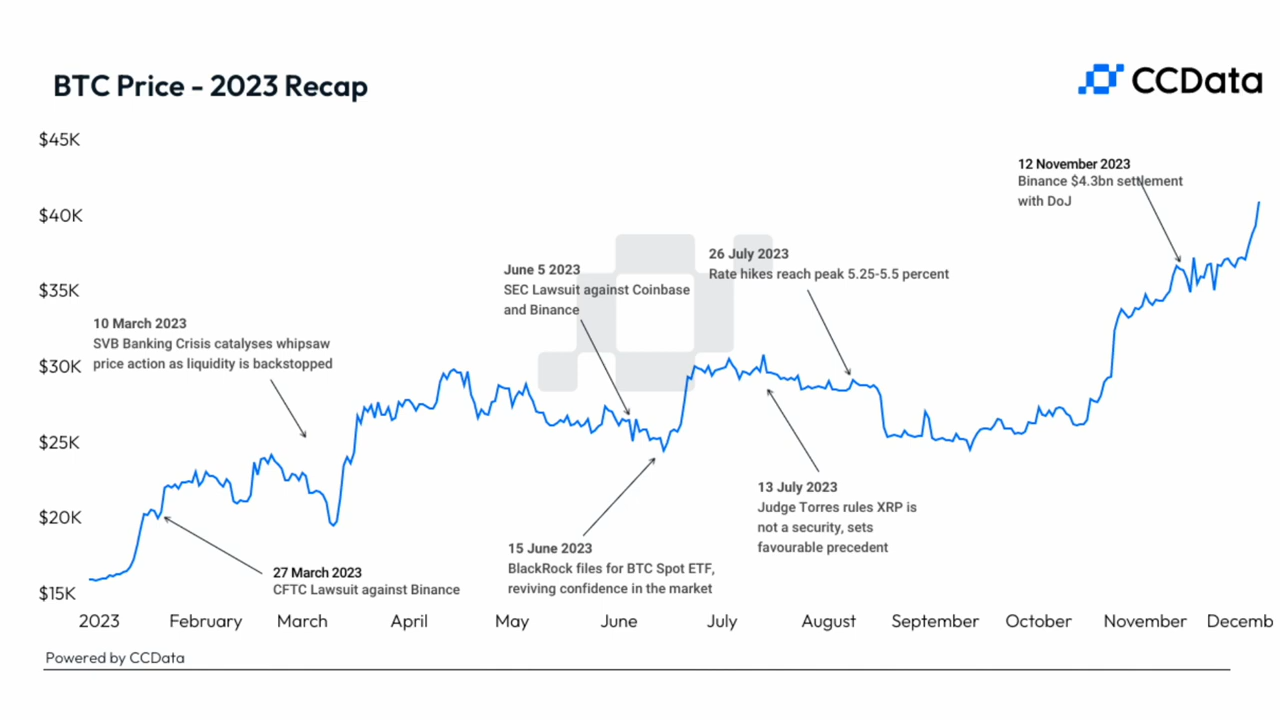 BTC Price - 2023 Recap
CCData
$45K
$40K
$35K
$30K
$25K
$20K
$15K
10 March 2023
SVB Banking Crisis catalyses whipsaw
price action as liquidity is backstopped
27 March 2023
CFTC Lawsuit against Binance
June 5 2023
SEC Lawsuit against Coinbase
and Binance
15 June 2023
BlackRock files for BTC Spot ETF,
reviving confidence in the market
26 July 2023
Rate hikes reach peak 5.25-5.5 percent
13 July 2023
Judge Torres rules XRP is
not a security, sets
favourable precedent
12 November 2023
Binance $4.3bn settlement
with DoJ
2023 February March April May June July August September October November Decemb
Powered by CCData